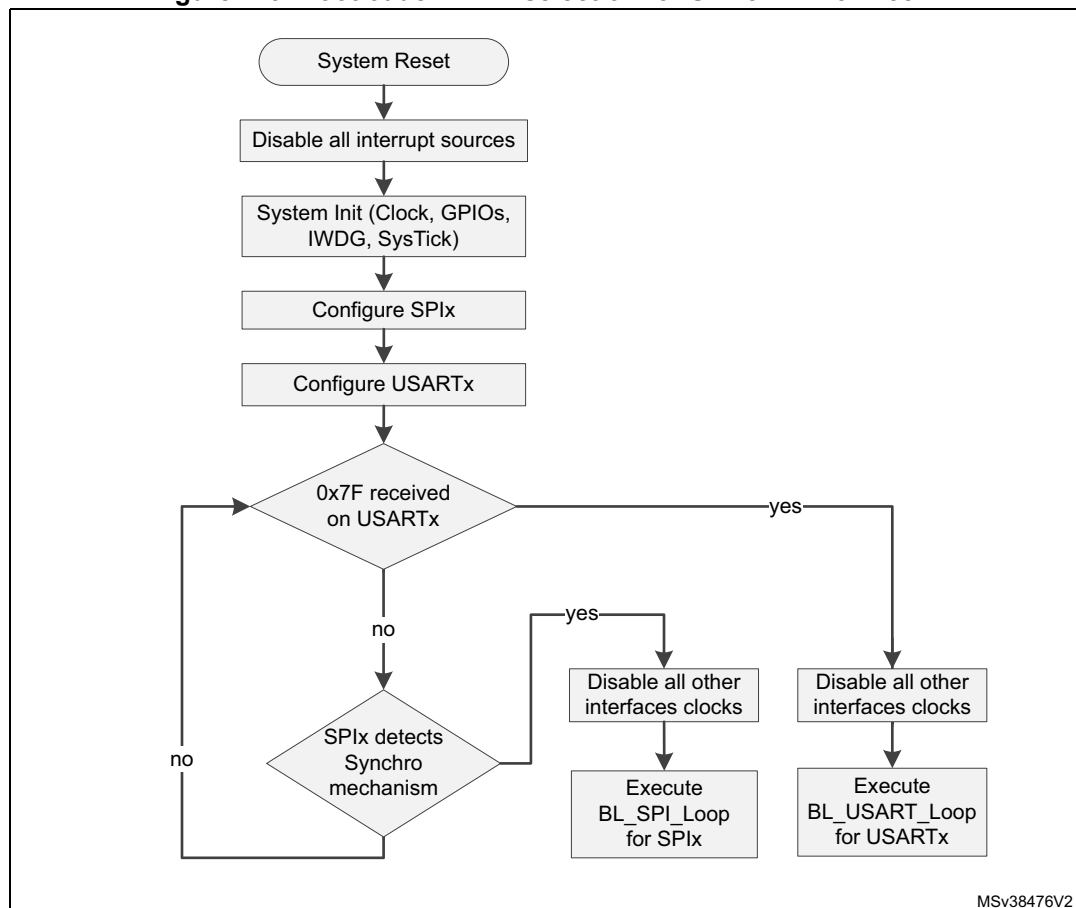 System Reset
Disable all interrupt sources
System Init (Clock, GPIOs,
IWDG, SysTick)
Configure SPIx
Configure USARTx
0x7F received
on USARTx
yes
no
yes
Disable all other
interfaces clocks
Disable all other
interfaces clocks
no
SPIx detects
Synchro
mechanism
Execute
BL_SPI_Loop
for SPIx
Execute
BL_USART_Loop
for USARTx
MSv38476V2